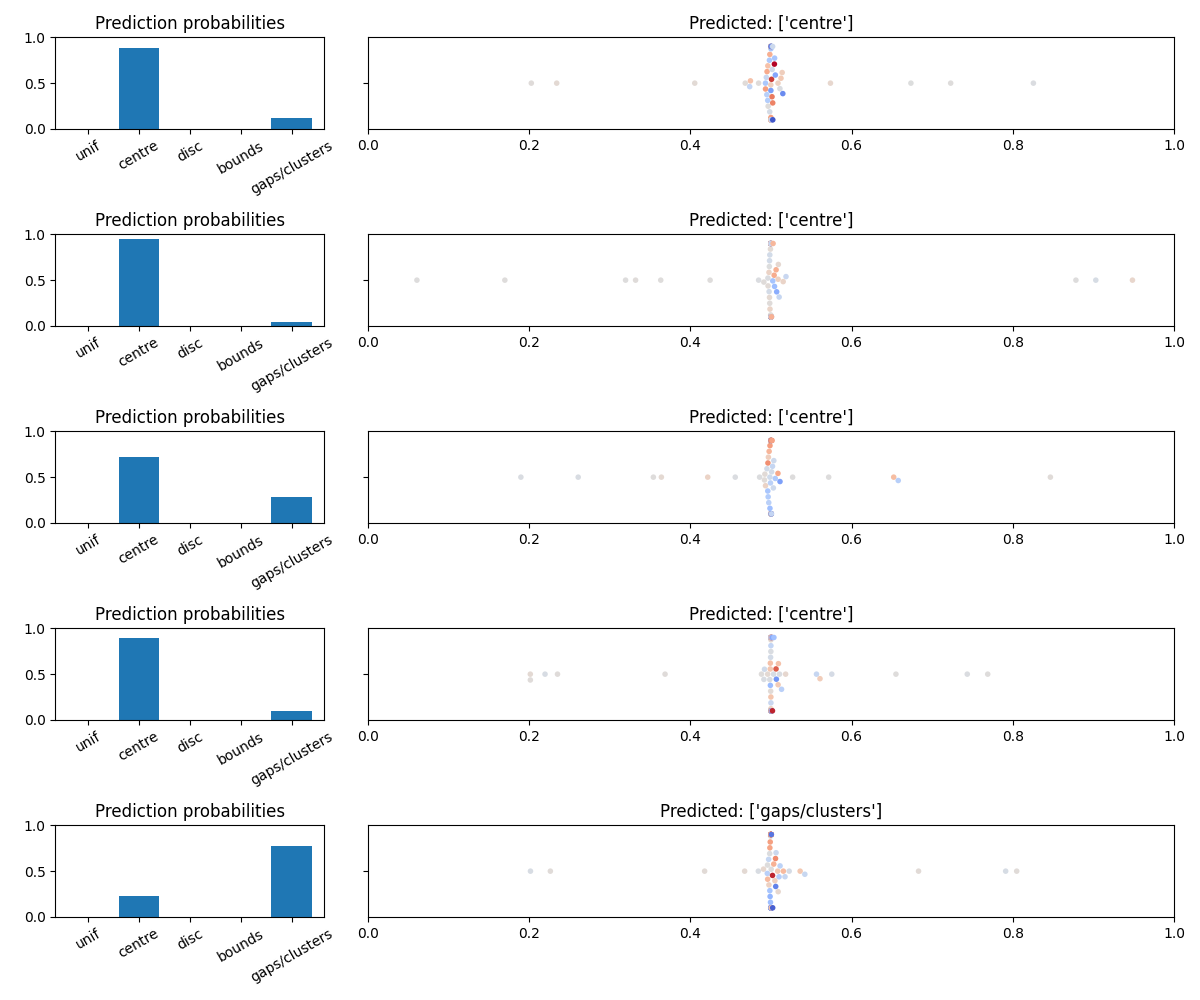 Prediction probabilities
Predicted: ['centre']
1.0
0.5
0.0
unif
centre
disc
bounds
gaps/clusters
0.0 0.2 0.4 0.6 0.8 1.0
Prediction probabilities
Predicted: ['centre']
1.0
0.5
0.0
unif
centre
disc
bounds
gaps/clusters
0.0 0.2 0.4 0.6 0.8 1.0
Prediction probabilities
Predicted: ['centre']
1.0
0.5
0.0
unif
centre
disc
bounds
gaps/clusters
0.0 0.2 0.4 0.6 0.8 1.0
Prediction probabilities
Predicted: ['centre']
1.0
0.5
0.0
unif
centre
disc
bounds
gaps/clusters
0.0 0.2 0.4 0.6 0.8 1.0
Prediction probabilities
Predicted: ['gaps/clusters']
1.0
0.5
0.0
unif
centre
disc
bounds
gaps/clusters
0.0 0.2 0.4 0.6 0.8 1.0